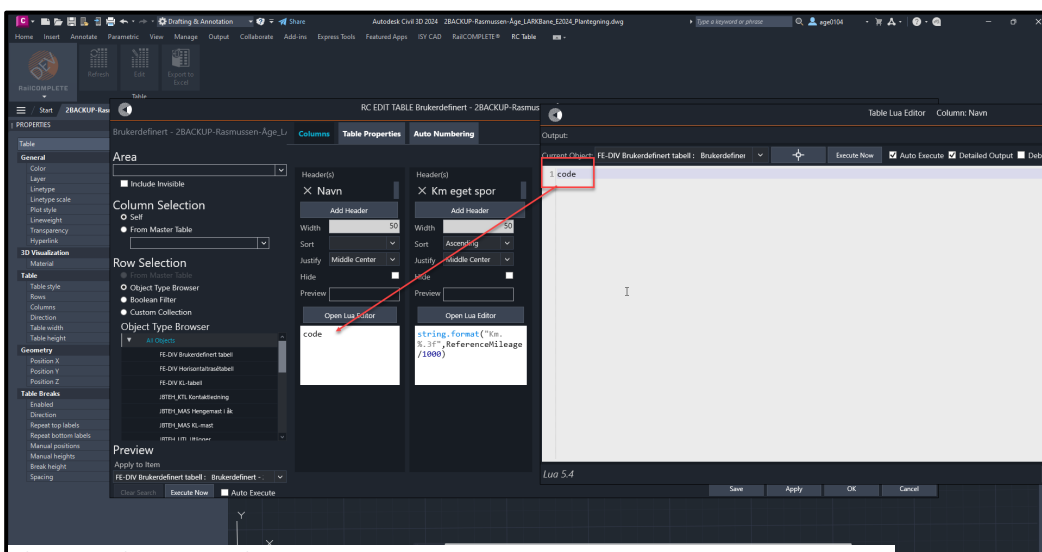 C
Drafting & Annotation
Share
Autodesk Civil 3D 2024 2BACKUP-Rasmussen-Åge_LARKBane_E2024_Plantegning.dwg
Type a keyword or phrase
ege0104
Home Insert Annotate Parametric View Manage Output Collaborate Add-ins Express Tools Featured Apps ISY CAD RailCOMPLETE® RC Table
DEV
RailCOMPLETE
Refresh
Edit
Export to Excel
Table
Start 2BACKUP-Ras
PROPERTIES
Table
General
Color
Layer
Linetype
Linetype scale
Plot style
Lineweight
Transparency
Hyperlink
3D Visualization
Material
Table
Table style
Rows
Columns
Direction
Table width
Table height
Geometry
Position X
Position Y
Position Z
Table Breaks
Enabled
Direction
Repeat top labels
Repeat bottom labels
Manual positions
Manual heights
Break height
Spacing
RC EDIT TABLE Brukerdefinert - 2BACKUP-Rasmus
Brukerdefinert - 2BACKUP-Rasmussen-Åge_L
Columns Table Properties Auto Numbering
Area
Include Invisible
Column Selection
Self
From Master Table
Row Selection
From Master Table
Object Type Browser
Boolean Filter
Custom Collection
Object Type Browser
All Objects
FE-DIV Brukerdefinert tabell
FE-DIV Horisontaltrasétabell
FE-DIV KL-tabell
JBTEH_KTL Kontaktledning
JBTEH_MAS Hengemast i åk
JBTEH_MAS KL-mast
JBTEH_UTL Utligger
Preview
Apply to Item
FE-DIV Brukerdefinert tabell : Brukerdefinert -
Clear Search Execute Now Auto Execute
Header(s)
Navn
Add Header
Width 50
Sort
Justify Middle Center
Hide
Preview
Open Lua Editor
code
Header(s)
Km eget spor
Add Header
Width 50
Sort Ascending
Justify Middle Center
Hide
Preview
Open Lua Editor
string.format("Km.
%.3f",ReferenceMileage
/1000)
Table Lua Editor Column: Navn
Output:
Current Object: FE-DIV Brukerdefinert tabell : Brukerdefiner
Execute Now Auto Execute Detailed Output Deb
1 code
Lua 5.4
Save Apply OK Cancel
Y
X